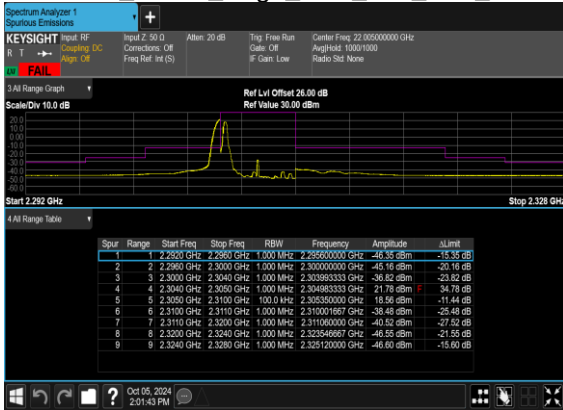 Spectrum Analyzer 1
Spurious Emissions
KEYSIGHT Input: RF Input Z: 50 Ω Atten: 20 dB Trig: Free Run Center Freq: 22.005000000 GHz
R T Coupling: DC Corrections: Off Gate: Off Avg|Hold: 1000/1000
Align: Off Freq Ref: Int (S) IF Gain: Low Radio Std: None
FAIL
3 All Range Graph
Ref Lvl Offset 26.00 dB
Scale/Div 10.0 dB Ref Value 30.00 dBm
20.0
10.0
0.00
-10.0
-20.0
-30.0
-40.0
-50.0
-60.0
Start 2.292 GHz Stop 2.328 GHz
4 All Range Table
Spur Range Start Freq Stop Freq RBW Frequency Amplitude ΔLimit
1 1 2.2920 GHz 2.2960 GHz 1.000 MHz 2.295600000 GHz -46.35 dBm -15.35 dB
2 2 2.2960 GHz 2.3000 GHz 1.000 MHz 2.300000000 GHz -45.16 dBm -20.16 dB
3 3 2.3000 GHz 2.3040 GHz 1.000 MHz 2.303993333 GHz -36.82 dBm -23.82 dB
4 4 2.3040 GHz 2.3050 GHz 1.000 MHz 2.304983333 GHz 21.78 dBm F 34.78 dB
5 5 2.3050 GHz 2.3100 GHz 100.0 kHz 2.305350000 GHz 18.56 dBm -11.44 dB
6 6 2.3100 GHz 2.3110 GHz 1.000 MHz 2.310001667 GHz -38.48 dBm -25.48 dB
7 7 2.3110 GHz 2.3200 GHz 1.000 MHz 2.311060000 GHz -40.52 dBm -27.52 dB
8 8 2.3200 GHz 2.3240 GHz 1.000 MHz 2.323546667 GHz -46.55 dBm -21.55 dB
9 9 2.3240 GHz 2.3280 GHz 1.000 MHz 2.325120000 GHz -46.60 dBm -15.60 dB
Oct 05, 2024
2:01:43 PM